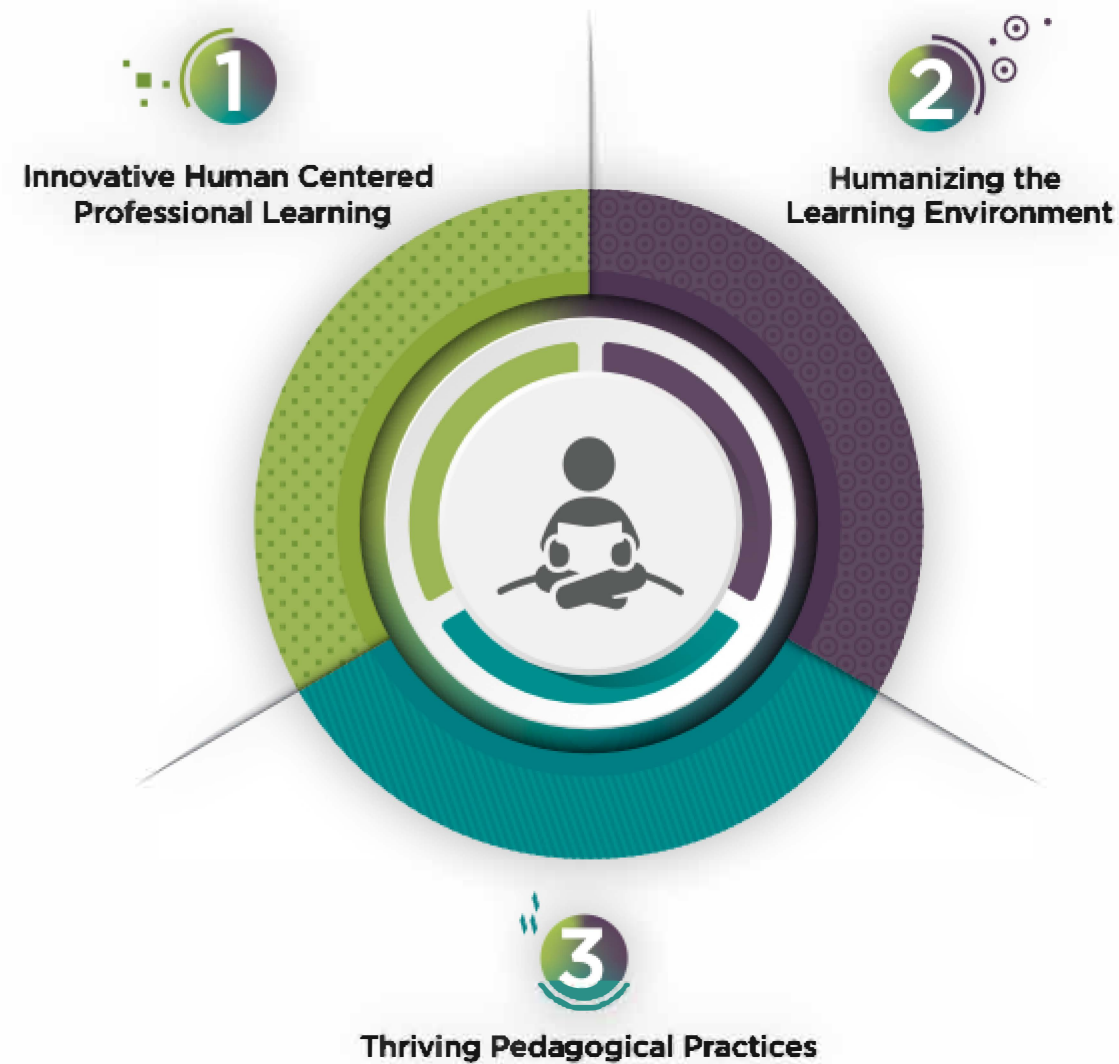 1
Innovative Human Centered
Professional Learning
2
Humanizing the
Learning Environment
3
Thriving Pedagogical Practices